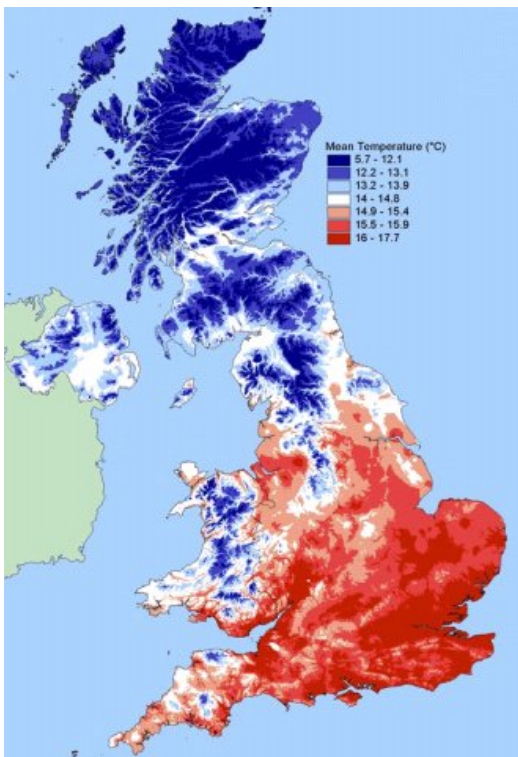 Mean Temperature (°C)
5.7 - 12.1
12.2 - 13.1
13.2 - 13.9
14 - 14.8
14.9 - 15.4
15.5 - 15.9
16 - 17.7